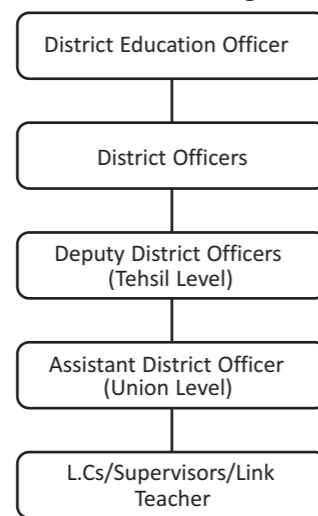 District Education Officer
District Officers
Deputy District Officers
(Tehsil Level)
Assistant District Officer
(Union Level)
L.Cs/Supervisors/Link
Teacher